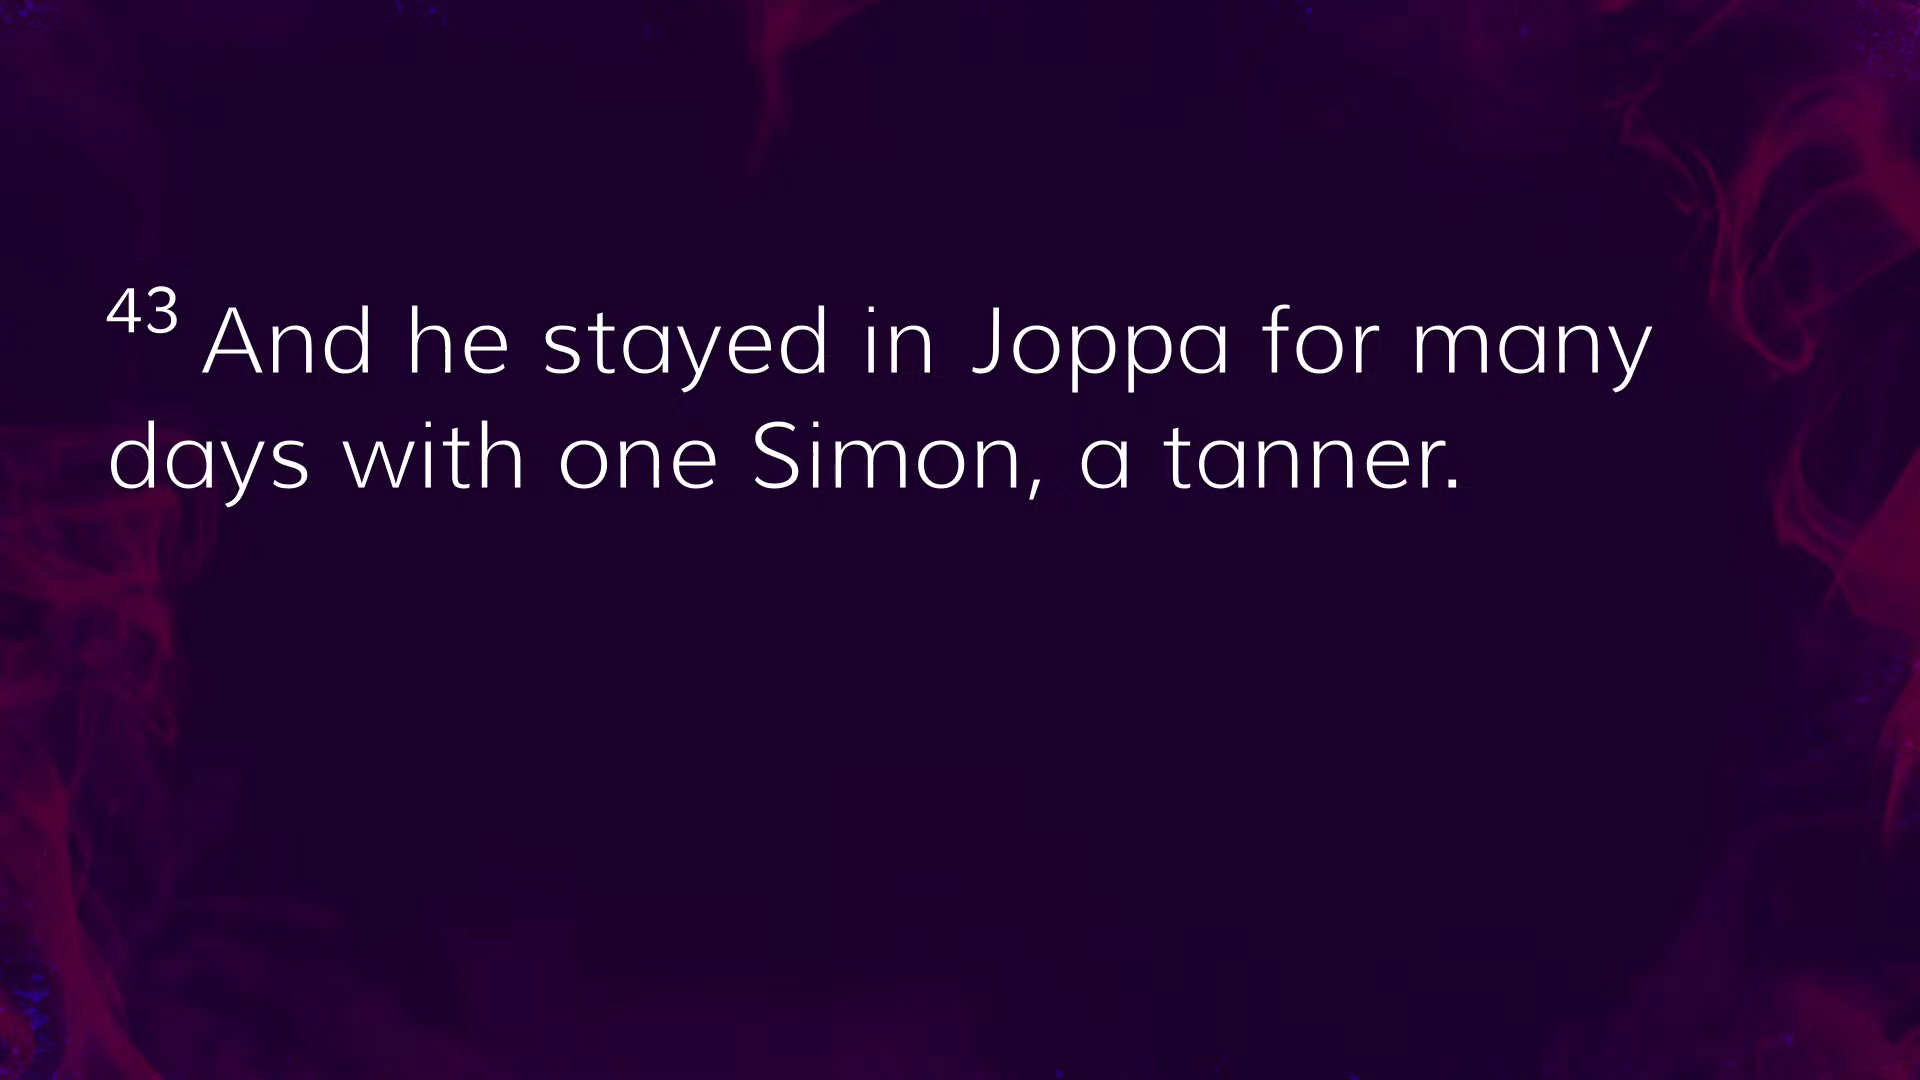 43 And he stayed in Joppa for many
days with one Simon, a tanner.